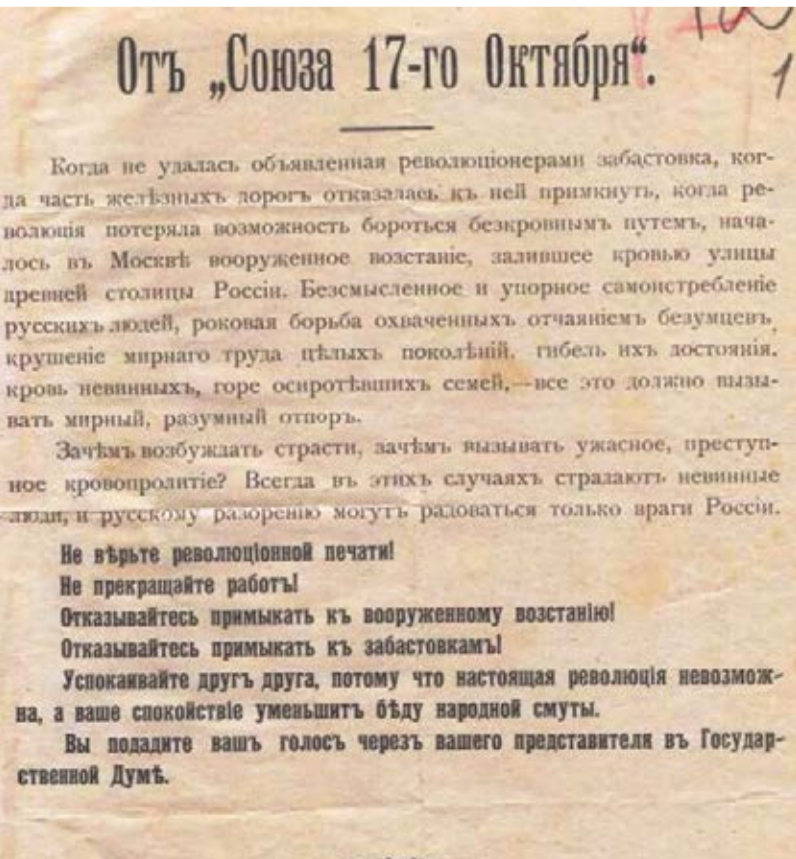 Отъ „Союза 17-го Октября“.
1
Когда не удалась объявленная революціонерами забастовка, ког-
да часть желѣзныхъ дорогъ отказалась къ ней примкнуть, когда ре-
волюція потеряла возможность бороться безкровнымъ путемъ, нача-
лось въ Москвѣ вооруженное возстаніе, залившее кровью улицы
древней столицы Россіи. Безсмысленное и упорное самоистребленіе
русскихъ людей, роковая борьба охваченныхъ отчаяніемъ безумцевъ,
крушеніе мирнаго труда цѣлыхъ поколѣній, гибель ихъ достоянія,
кровь невинныхъ, горе осиротѣвшихъ семей,—все это должно вызы-
вать мирный, разумный отпоръ.
Зачѣмъ возбуждать страсти, зачѣмъ вызывать ужасное, преступ-
ное кровопролитіе? Всегда въ этихъ случаяхъ страдаютъ невинные
люди, и русскому разоренію могутъ радоваться только враги Россіи.
Не вѣрьте революціонной печати!
Не прекращайте работъ!
Отказывайтесь примыкать къ вооруженному возстанію!
Отказывайтесь примыкать къ забастовкамъ!
Успокаивайте другъ друга, потому что настоящая революція невозмож-
на, а ваше спокойствіе уменьшитъ бѣду народной смуты.
Вы подадите вашъ голосъ черезъ вашего представителя въ Государ-
ственной Думѣ.